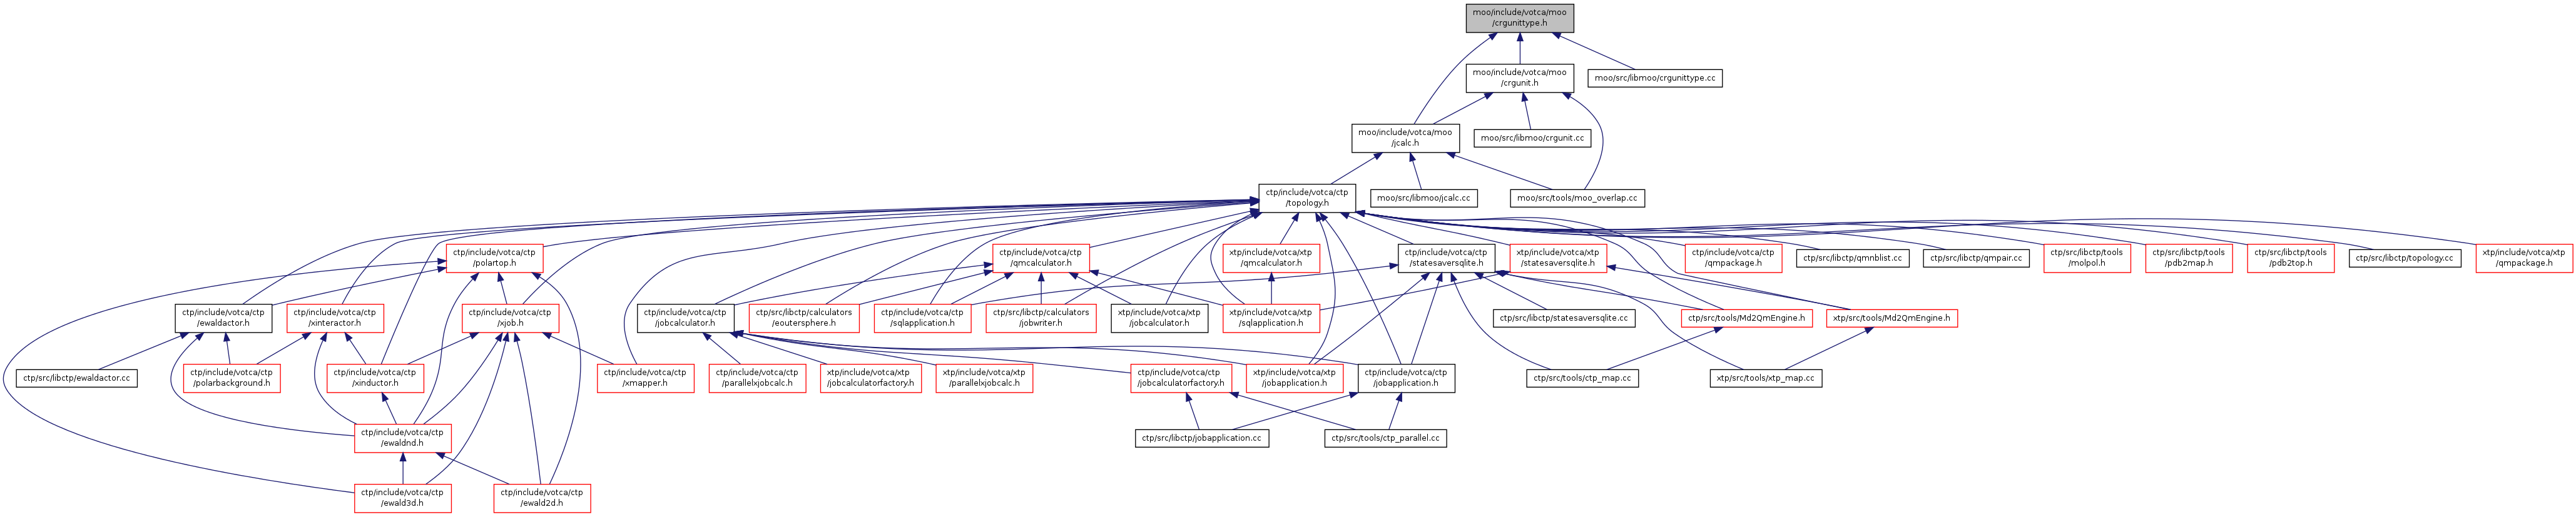 moo/include/votca/moo
/crgunittype.h
moo/include/votca/moo
/crgunit.h
moo/src/libmoo/crgunittype.cc
moo/include/votca/moo
/jcalc.h
moo/src/libmoo/crgunit.cc
ctp/include/votca/ctp
/topology.h
moo/src/libmoo/jcalc.cc
moo/src/tools/moo_overlap.cc
ctp/include/votca/ctp
/polartop.h
ctp/include/votca/ctp
/qmcalculator.h
xtp/include/votca/xtp
/qmcalculator.h
ctp/include/votca/ctp
/statesaversqlite.h
xtp/include/votca/xtp
/statesaversqlite.h
ctp/include/votca/ctp
/qmpackage.h
ctp/src/libctp/qmnblist.cc
ctp/src/libctp/qmpair.cc
ctp/src/libctp/tools
/molpol.h
ctp/src/libctp/tools
/pdb2map.h
ctp/src/libctp/tools
/pdb2top.h
ctp/src/libctp/topology.cc
xtp/include/votca/xtp
/qmpackage.h
ctp/include/votca/ctp
/ewaldactor.h
ctp/include/votca/ctp
/xinteractor.h
ctp/include/votca/ctp
/xjob.h
ctp/include/votca/ctp
/jobcalculator.h
ctp/src/libctp/calculators
/eoutersphere.h
ctp/include/votca/ctp
/sqlapplication.h
ctp/src/libctp/calculators
/jobwriter.h
xtp/include/votca/xtp
/jobcalculator.h
xtp/include/votca/xtp
/sqlapplication.h
ctp/src/libctp/statesaversqlite.cc
ctp/src/tools/Md2QmEngine.h
xtp/src/tools/Md2QmEngine.h
ctp/src/libctp/ewaldactor.cc
ctp/include/votca/ctp
/polarbackground.h
ctp/include/votca/ctp
/xinductor.h
ctp/include/votca/ctp
/xmapper.h
ctp/include/votca/ctp
/parallelxjobcalc.h
xtp/include/votca/xtp
/jobcalculatorfactory.h
xtp/include/votca/xtp
/parallelxjobcalc.h
ctp/include/votca/ctp
/jobcalculatorfactory.h
xtp/include/votca/xtp
/jobapplication.h
ctp/include/votca/ctp
/jobapplication.h
ctp/src/tools/ctp_map.cc
xtp/src/tools/xtp_map.cc
ctp/include/votca/ctp
/ewaldnd.h
ctp/src/libctp/jobapplication.cc
ctp/src/tools/ctp_parallel.cc
ctp/include/votca/ctp
/ewald3d.h
ctp/include/votca/ctp
/ewald2d.h